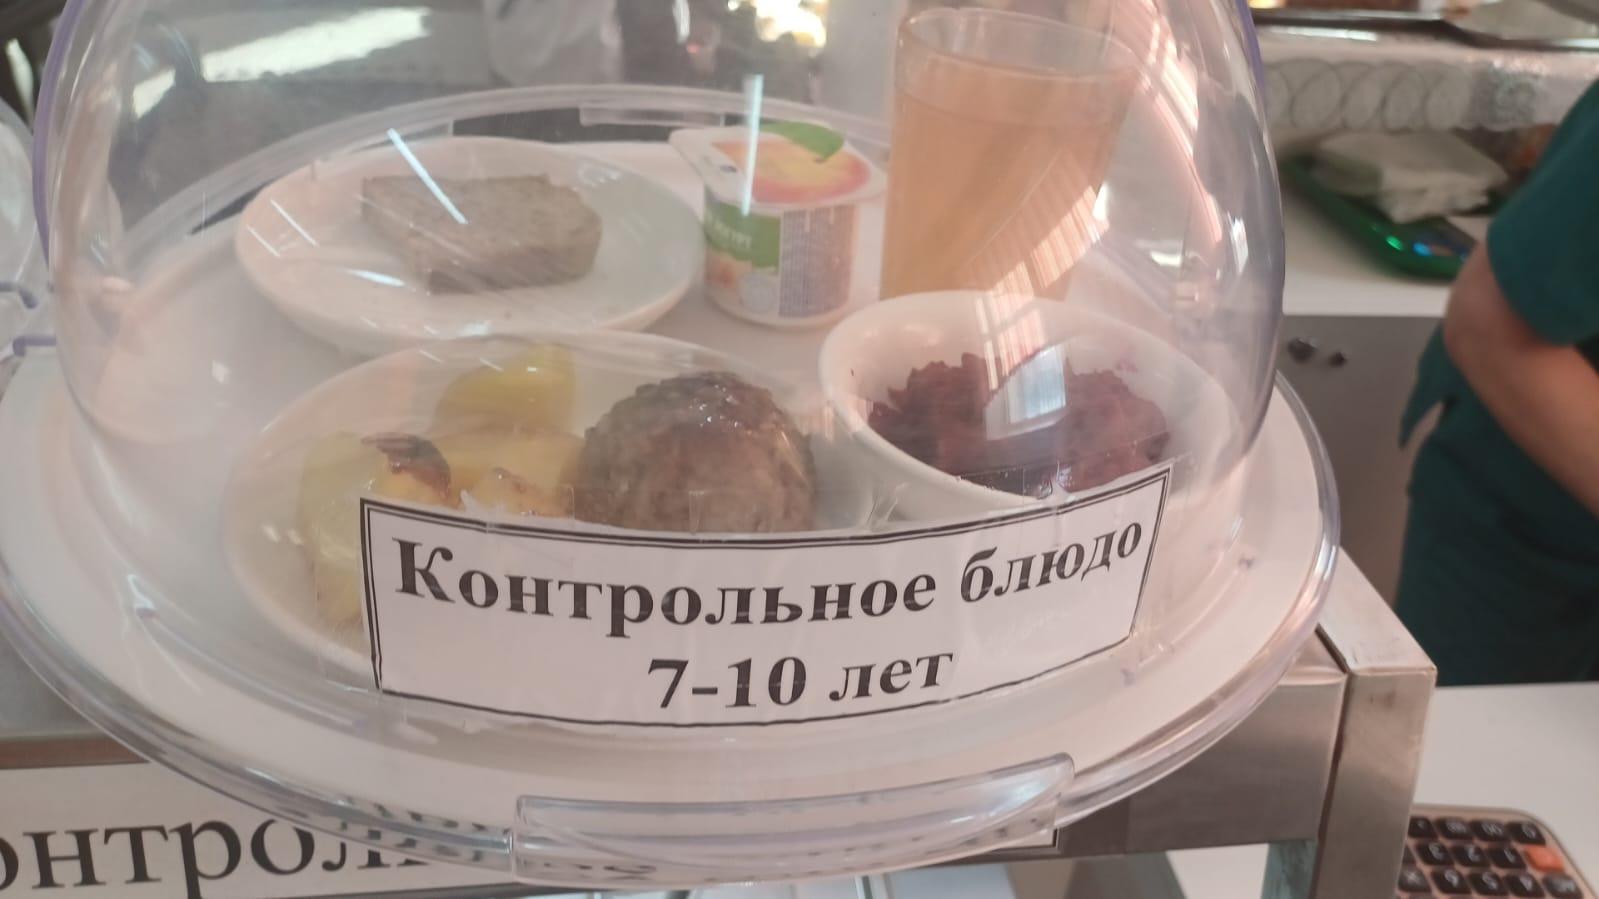 Контрольное блюдо
7-10 лет